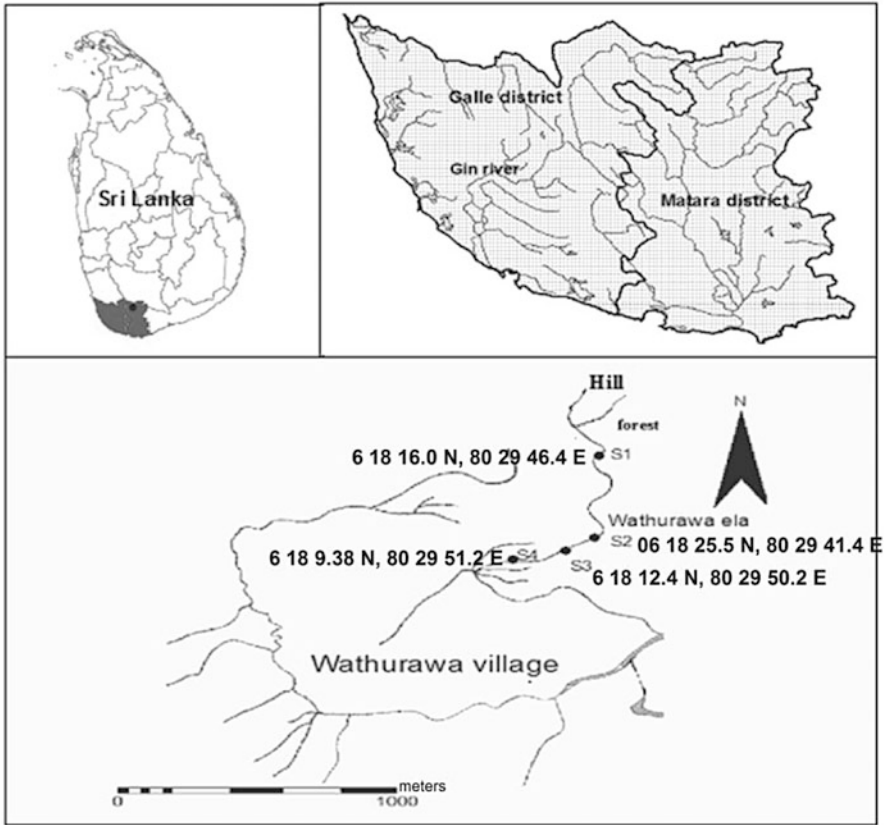 Sri Lanka
Galle district
Gin river
Matara district
Hill
forest
N
6 18 16.0 N, 80 29 46.4 E
S1
Wathurawa ela
S2
06 18 25.5 N, 80 29 41.4 E
6 18 9.38 N, 80 29 51.2 E
S4
S3
6 18 12.4 N, 80 29 50.2 E
Wathurawa village
meters
0
1000